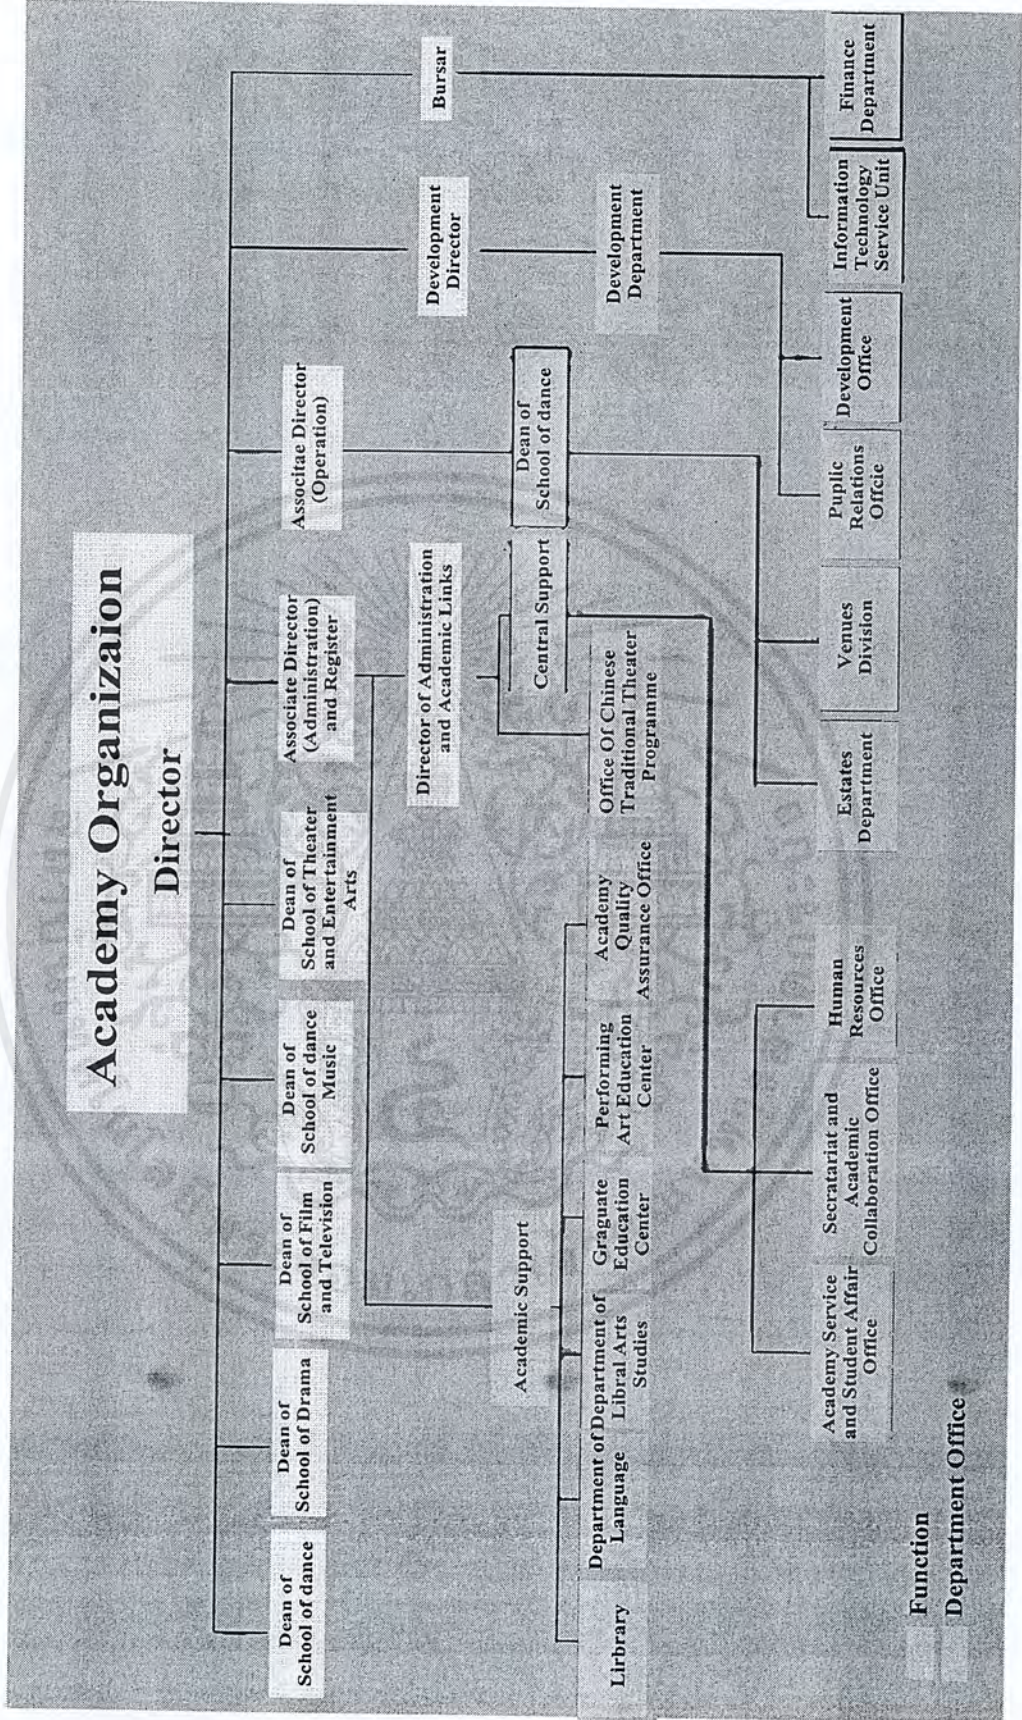 Academy Organizaion
Director
Dean of
School of dance
Dean of
School of Drama
Dean of
School of Film
and Television
Dean of
School of dance
Music
Dean of
School of Theater
and Entertainment
Arts
Associate Director
(Administration)
and Register
Associtae Director
(Operation)
Development
Director
Bursar
Director of Administration
and Academic Links
Academic Support
Central Support
Dean of
School of dance
Development
Department
Lirbrary
Department of
Language
Department of
Libral Arts
Studies
Graguate
Education
Center
Performing
Art Education
Center
Academy
Quality
Assurance Office
Office Of Chinese
Traditional Theater
Programme
Academy Service
and Student Affair
Office
Secratariat and
Academic
Collaboration Office
Human
Resources
Office
Estates
Department
Venues
Division
Puplic
Relations
Offcie
Development
Office
Information
Technology
Service Unit
Finance
Department
Function
Department Office